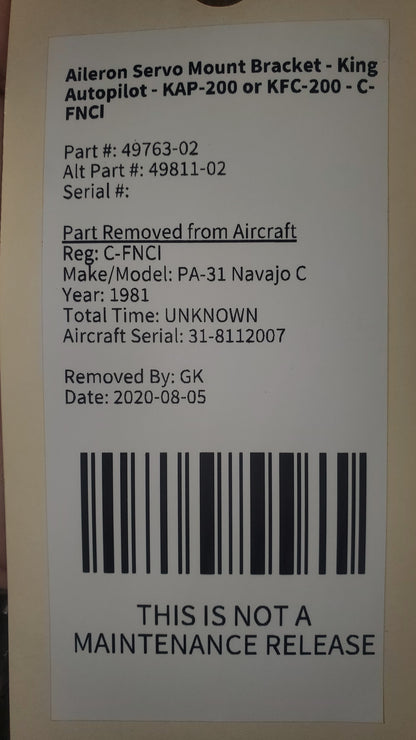 Aileron Servo Mount Bracket - King
Autopilot - KAP-200 or KFC-200 - C-
FNCI
Part #: 49763-02
Alt Part #: 49811-02
Serial #:
Part Removed from Aircraft
Reg: C-FNCI
Make/Model: PA-31 Navajo C
Year: 1981
Total Time: UNKNOWN
Aircraft Serial: 31-8112007
Removed By: GK
Date: 2020-08-05
THIS IS NOT A
MAINTENANCE RELEASE